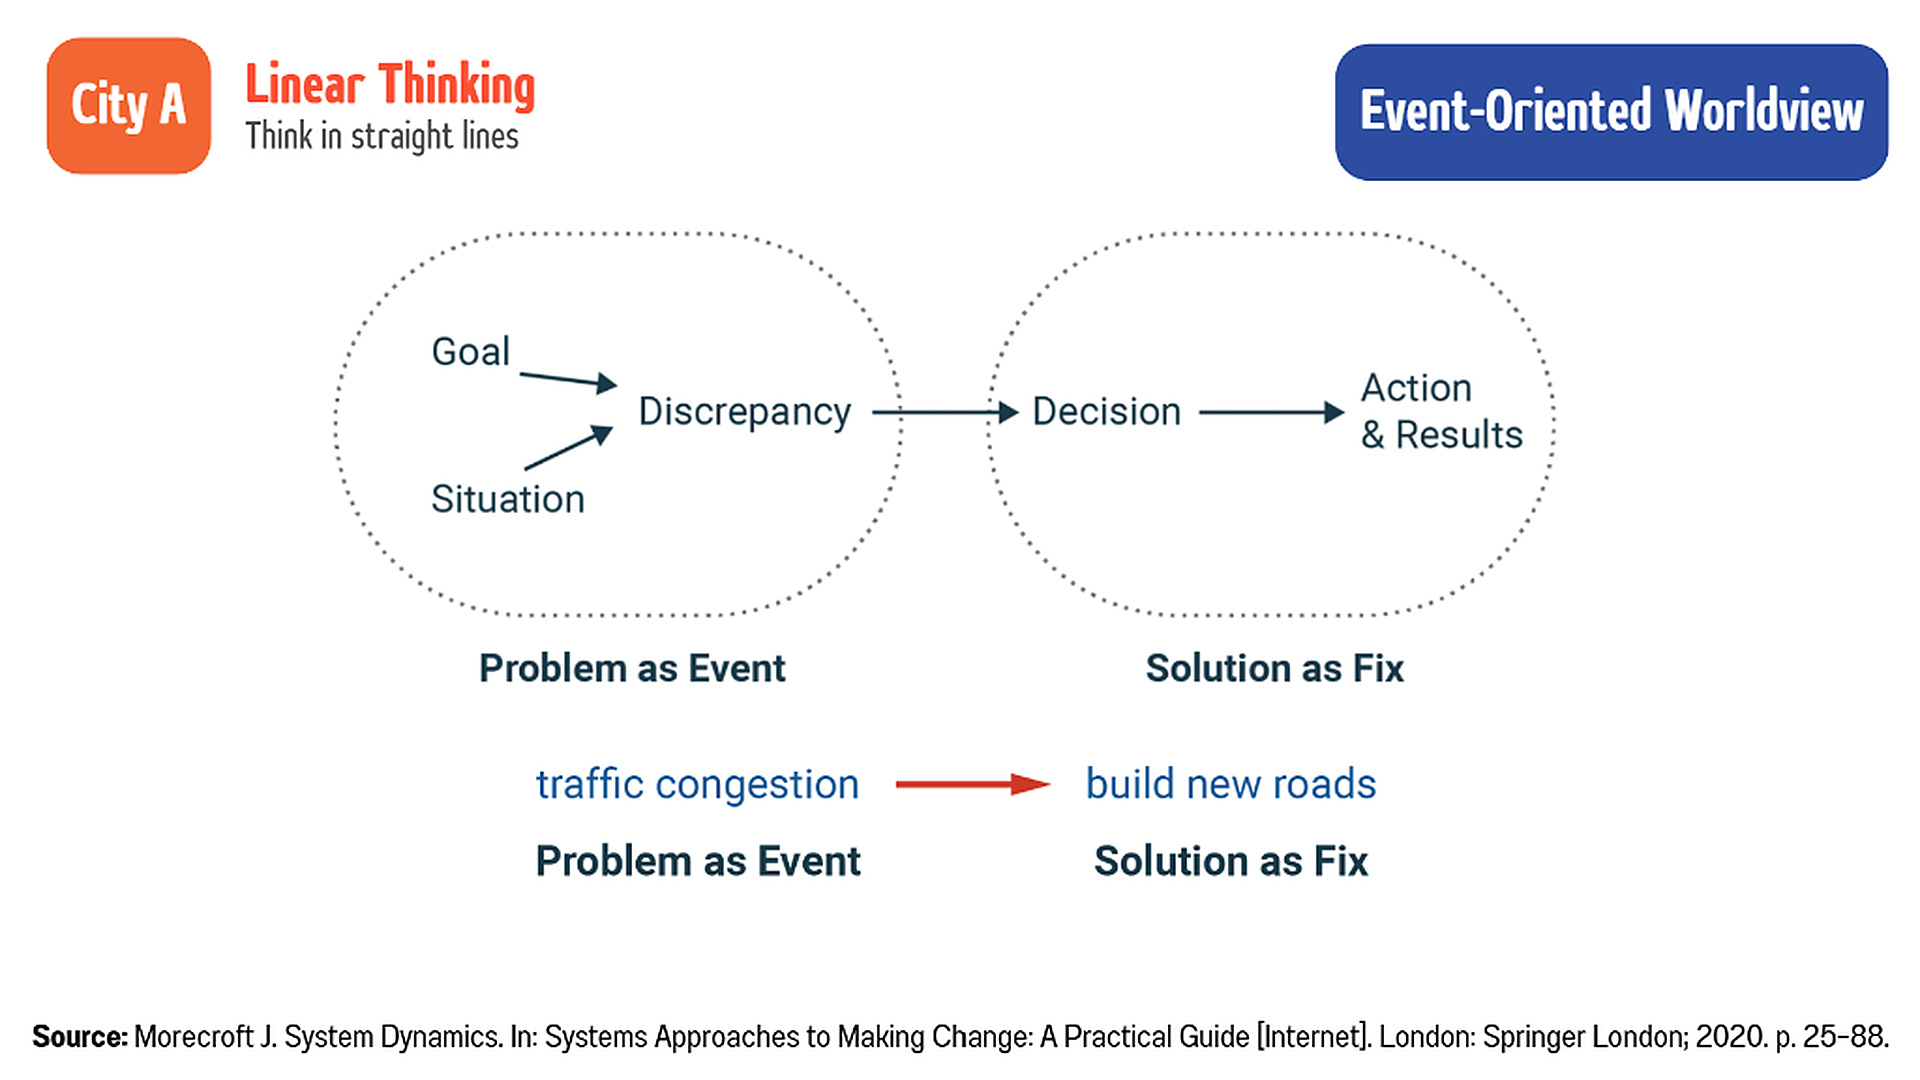 City A
Linear Thinking
Think in straight lines
Event-Oriented Worldview
Goal
Situation
Discrepancy
Decision
Action
& Results
Problem as Event
Solution as Fix
traffic congestion
build new roads
Problem as Event
Solution as Fix
Source: Morecroft J. System Dynamics. In: Systems Approaches to Making Change: A Practical Guide [Internet]. London: Springer London; 2020. p. 25-88.